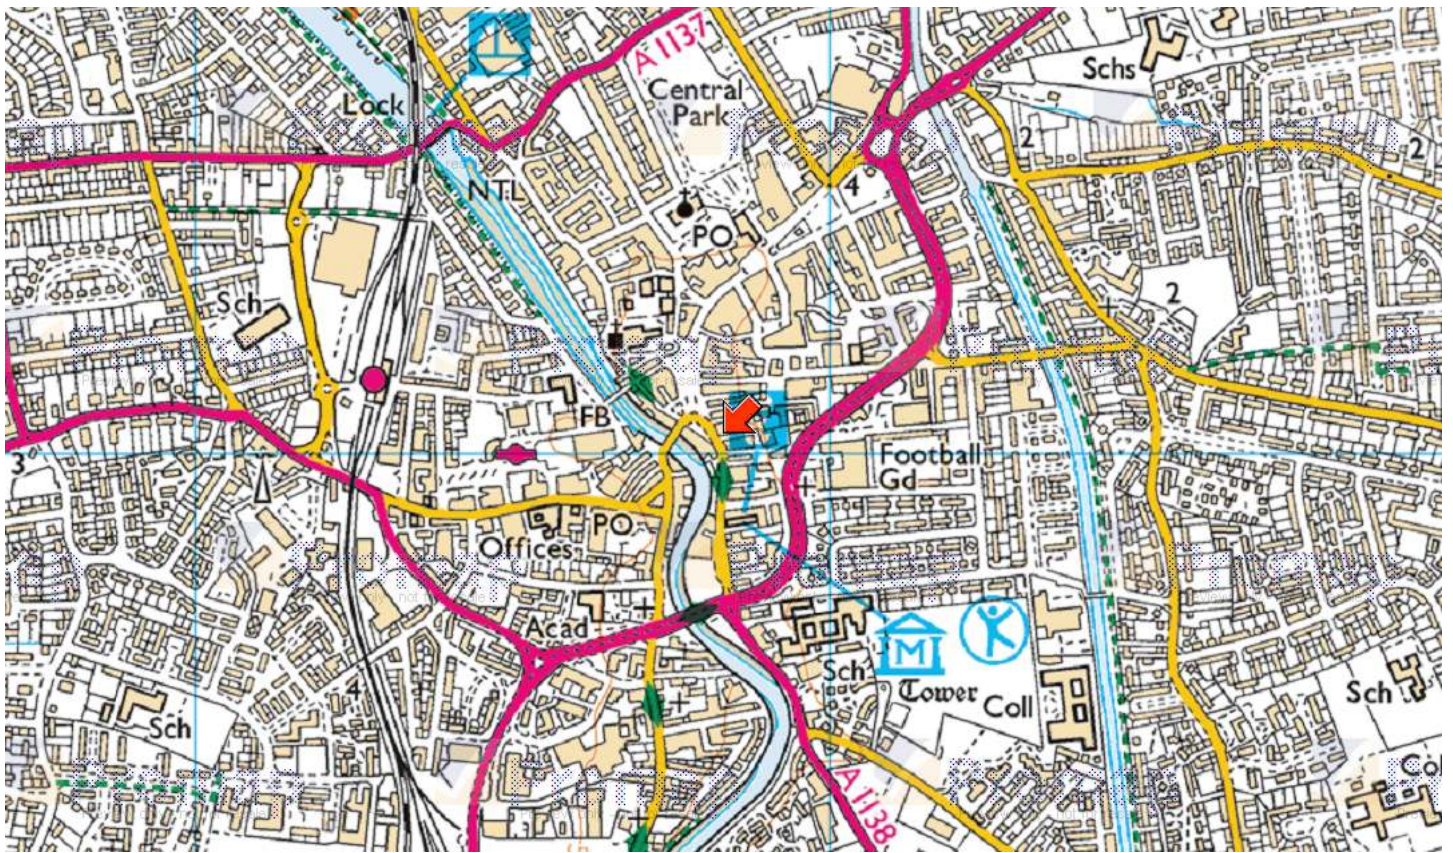 A 1137
Schs
Central
Park
Lock
2
2
NTL
4
PO
Sch
2
FB
3
Football
Gd
PO
Offices
Acad
M
Sch
Tower
Coll
4
Sch
Sch
Col
A 1138